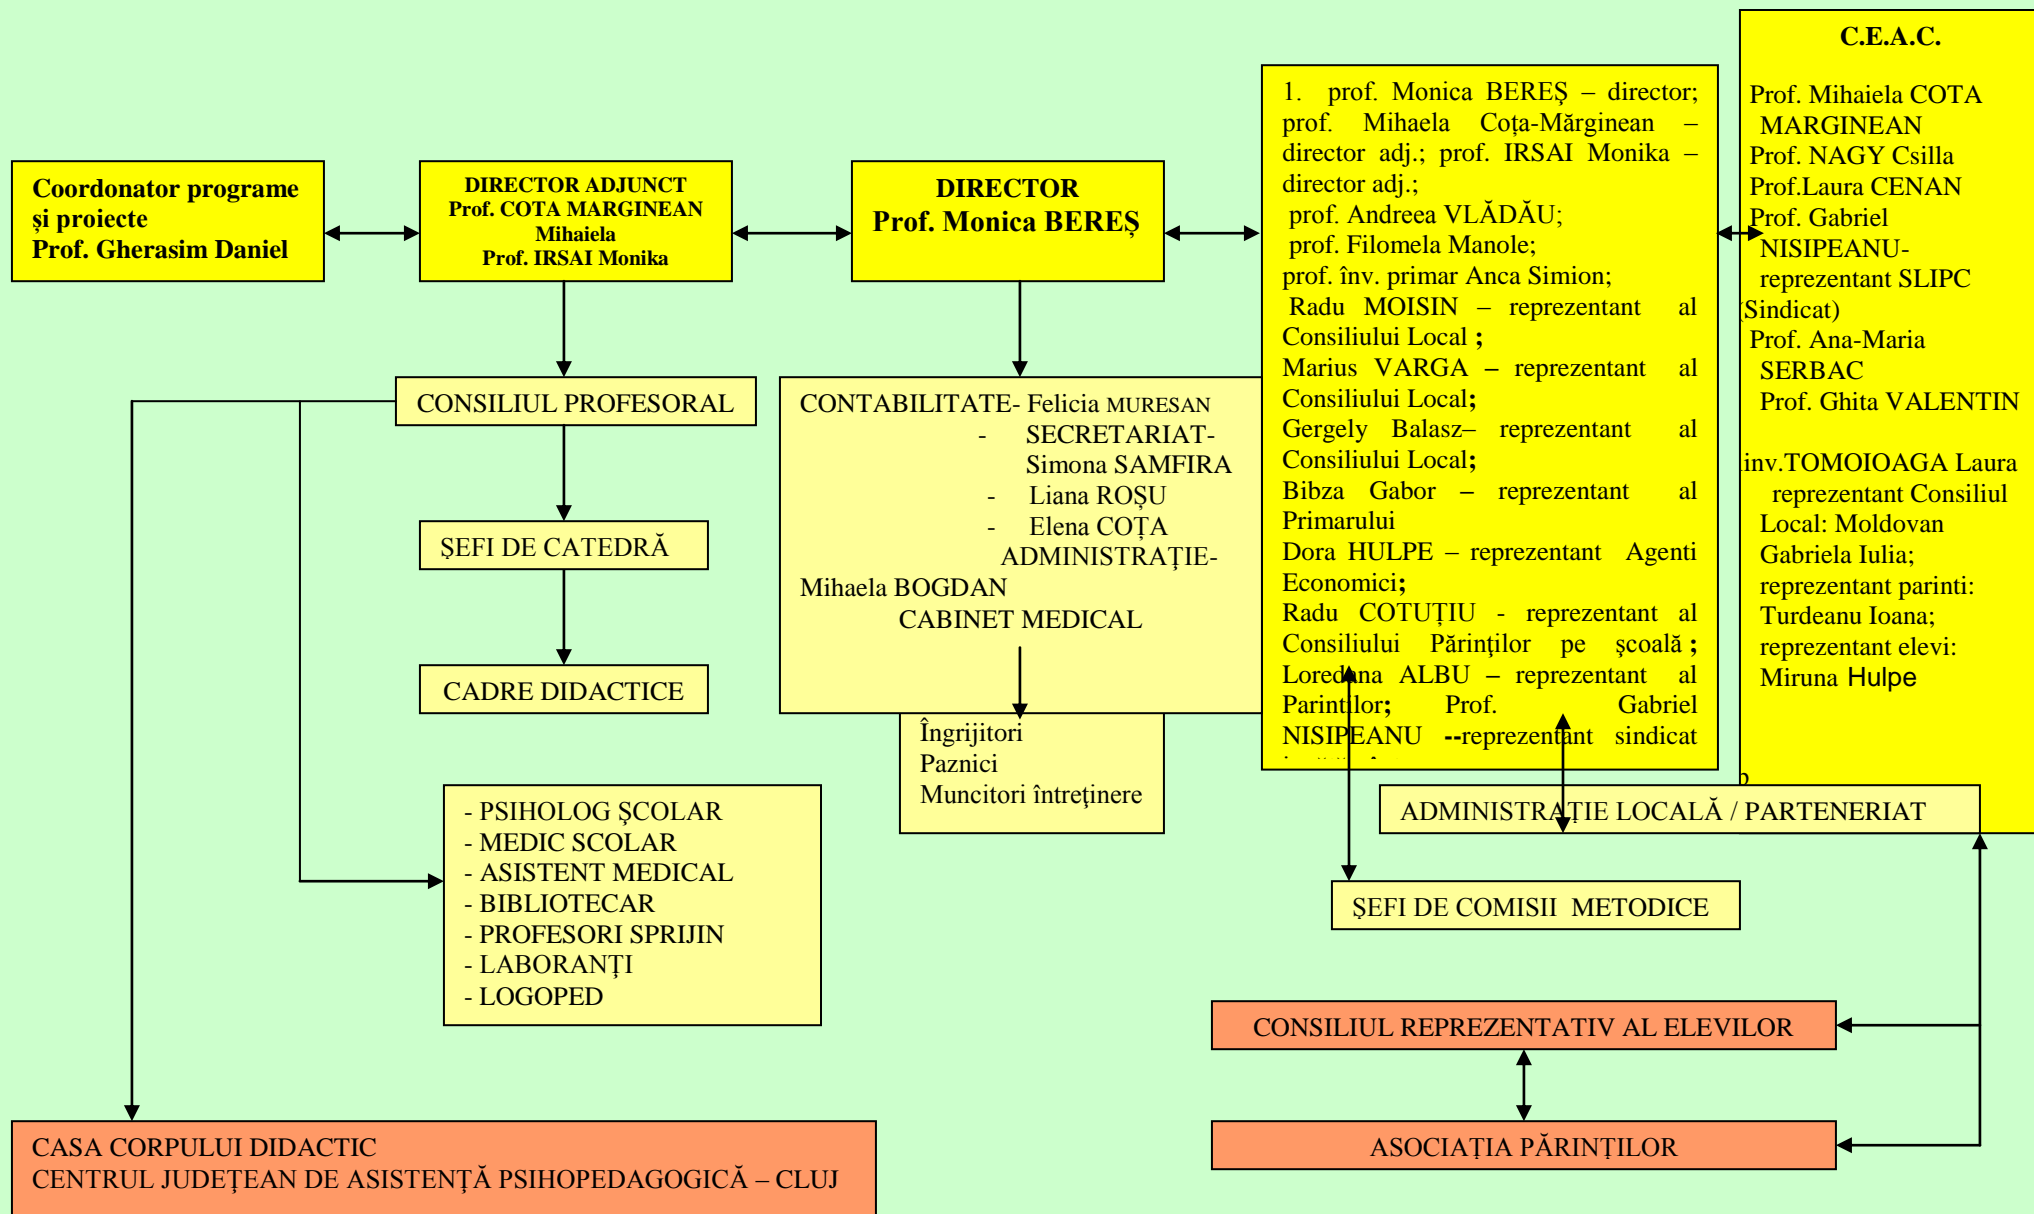 Coordonator programe
și proiecte
Prof. Gherasim Daniel
DIRECTOR ADJUNCT
Prof. COTA MARGINEAN
Mihaiela
Prof. IRSAI Monika
DIRECTOR
Prof. Monica BEREȘ
1. prof. Monica BEREŞ – director;
prof. Mihaela Coța-Mărginean –
director adj.; prof. IRSAI Monika –
director adj.;
prof. Andreea VLĂDĂU;
prof. Filomela Manole;
prof. înv. primar Anca Simion;
Radu MOISIN – reprezentant al
Consiliului Local ;
Marius VARGA – reprezentant al
Consiliului Local;
Gergely Balasz– reprezentant al
Consiliului Local;
Bibza Gabor – reprezentant al
Primarului
Dora HULPE – reprezentant Agenti
Economici;
Radu COTUȚIU - reprezentant al
Consiliului Părinţilor pe şcoală ;
Loredana ALBU – reprezentant al
Parintilor; Prof. Gabriel
NISIPEANU --reprezentant sindicat
C.E.A.C.
Prof. Mihaiela COTA
MARGINEAN
Prof. NAGY Csilla
Prof.Laura CENAN
Prof. Gabriel
NISIPEANU-
reprezentant SLIPC
(Sindicat)
Prof. Ana-Maria
SERBAC
Prof. Ghita VALENTIN
inv.TOMOIOAGA Laura
reprezentant Consiliul
Local: Moldovan
Gabriela Iulia;
reprezentant parinti:
Turdeanu Ioana;
reprezentant elevi:
Miruna Hulpe
CONSILIUL PROFESORAL
ŞEFI DE CATEDRĂ
CADRE DIDACTICE
CONTABILITATE- Felicia MURESAN
- SECRETARIAT-
Simona SAMFIRA
- Liana ROȘU
- Elena COȚA
ADMINISTRAŢIE-
Mihaela BOGDAN
CABINET MEDICAL
Îngrijitori
Paznici
Muncitori întreţinere
- PSIHOLOG ŞCOLAR
- MEDIC SCOLAR
- ASISTENT MEDICAL
- BIBLIOTECAR
- PROFESORI SPRIJIN
- LABORANŢI
- LOGOPED
ADMINISTRAŢIE LOCALĂ / PARTENERIAT
ŞEFI DE COMISII METODICE
CONSILIUL REPREZENTATIV AL ELEVILOR
ASOCIAŢIA PĂRINŢILOR
CASA CORPULUI DIDACTIC
CENTRUL JUDEŢEAN DE ASISTENŢĂ PSIHOPEDAGOGICĂ – CLUJ